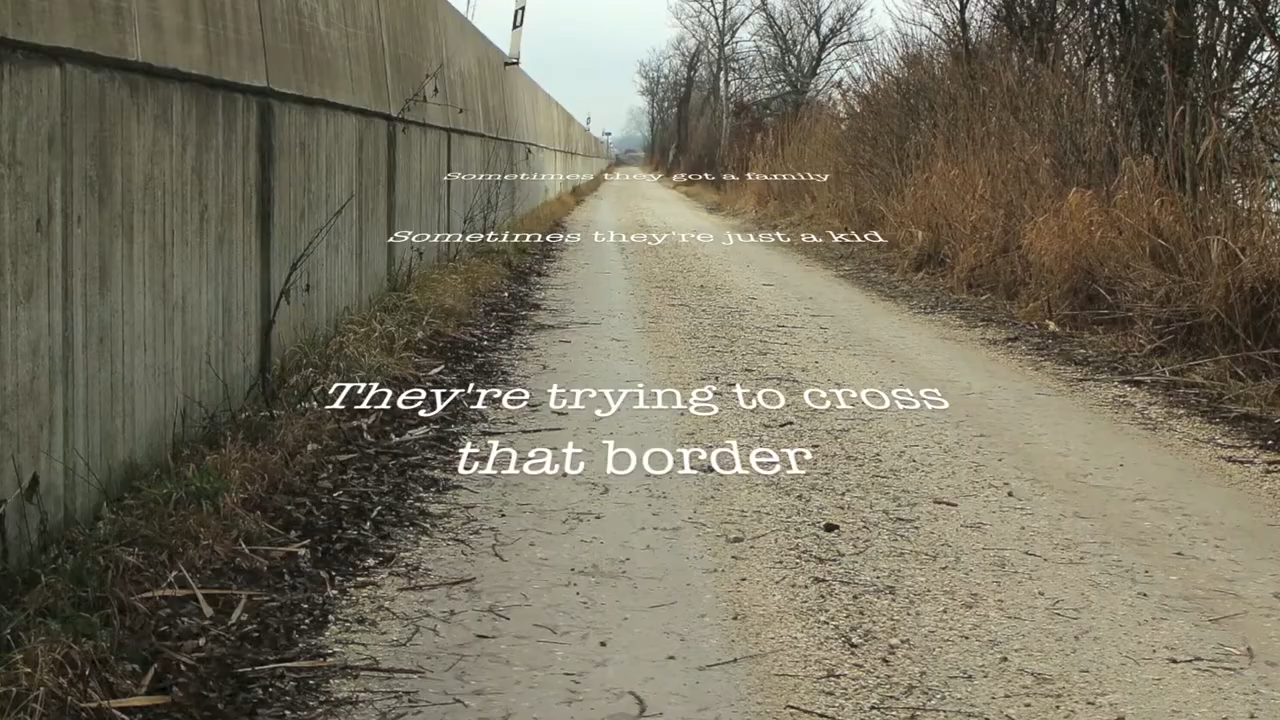 Sometimes they got a family
Sometimes they're just a kid
They're trying to cross
that border